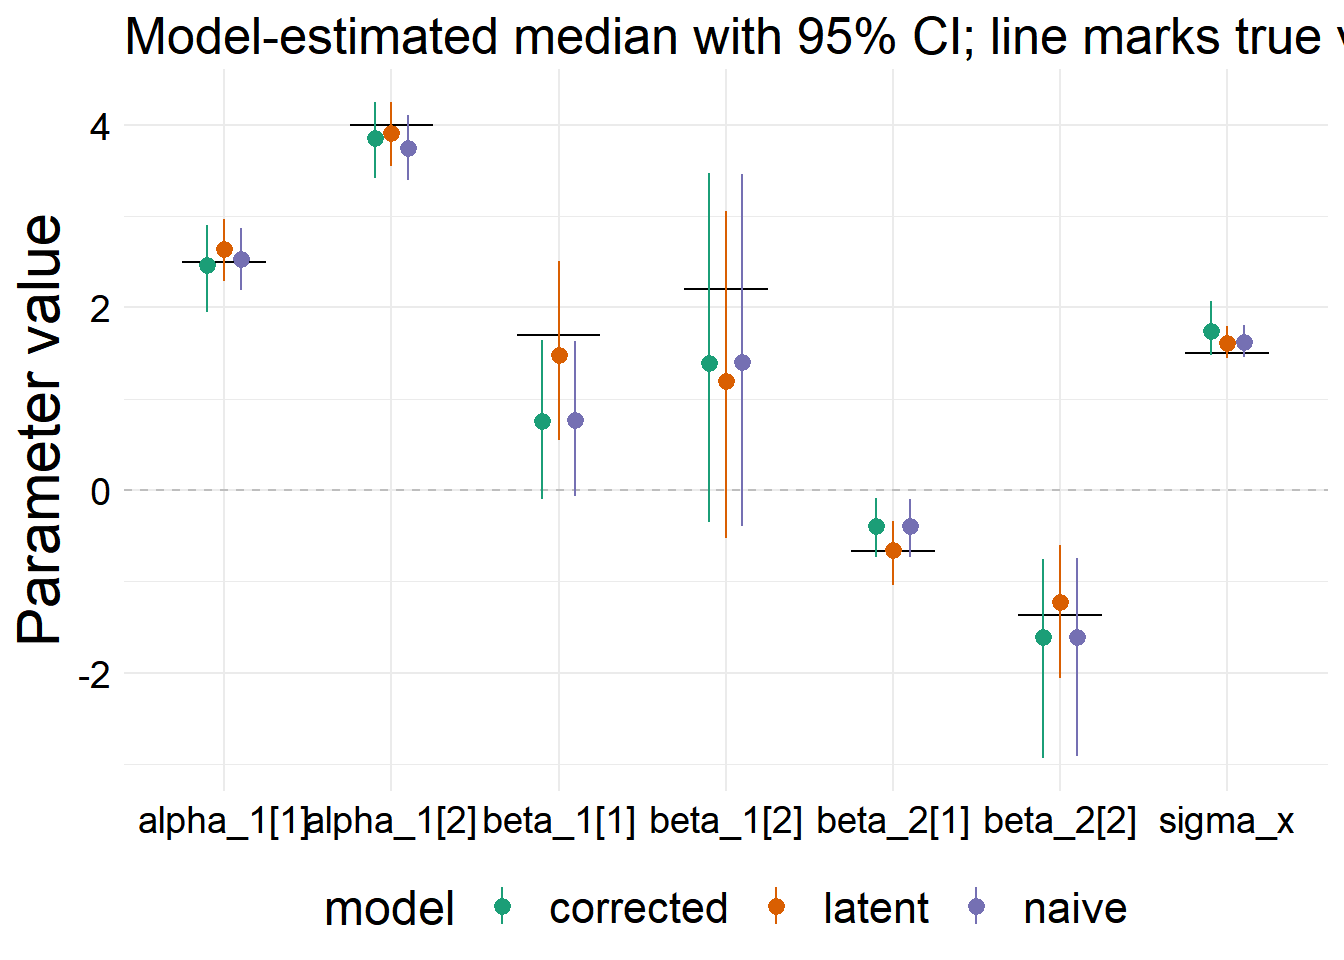 Model-estimated median with 95% CI; line marks true
Parameter value
4
2
0
-2
alpha_1[1] alpha_1[2] beta_1[1] beta_1[2] beta_2[1] beta_2[2] sigma_x
model corrected latent naive